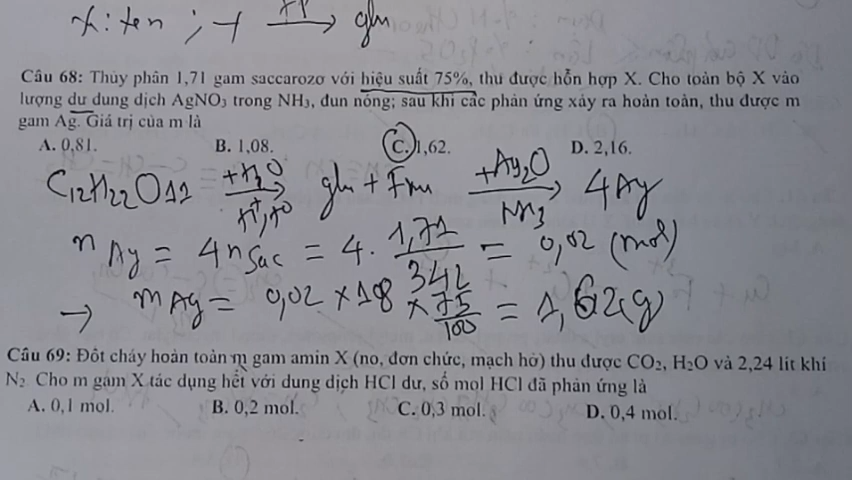 X: xen ; Y → glu
Câu 68: Thủy phân 1,71 gam saccarozơ với hiệu suất 75%, thu được hỗn hợp X. Cho toàn bộ X vào
lượng dư dung dịch AgNO3 trong NH3, đun nóng; sau khi các phản ứng xảy ra hoàn toàn, thu được m
gam Ag. Giá trị của m là
A. 0,81. B. 1,08. C. 1,62. D. 2,16.
C12H22O11 +H2O → H+, t° glu + Fru +Ag2O → NH3 4Ag
nAg = 4nSac = 4. 1,71/342 = 0,02 (mol)
→ mAg = 0,02 × 108 × 75/100 = 1,62(g)
Câu 69: Đốt cháy hoàn toàn m gam amin X (no, đơn chức, mạch hở) thu được CO2, H2O và 2,24 lit khí
N2. Cho m gam X tác dụng hết với dung dịch HCl dư, số mol HCl đã phản ứng là
A. 0,1 mol. B. 0,2 mol. C. 0,3 mol. D. 0,4 mol.